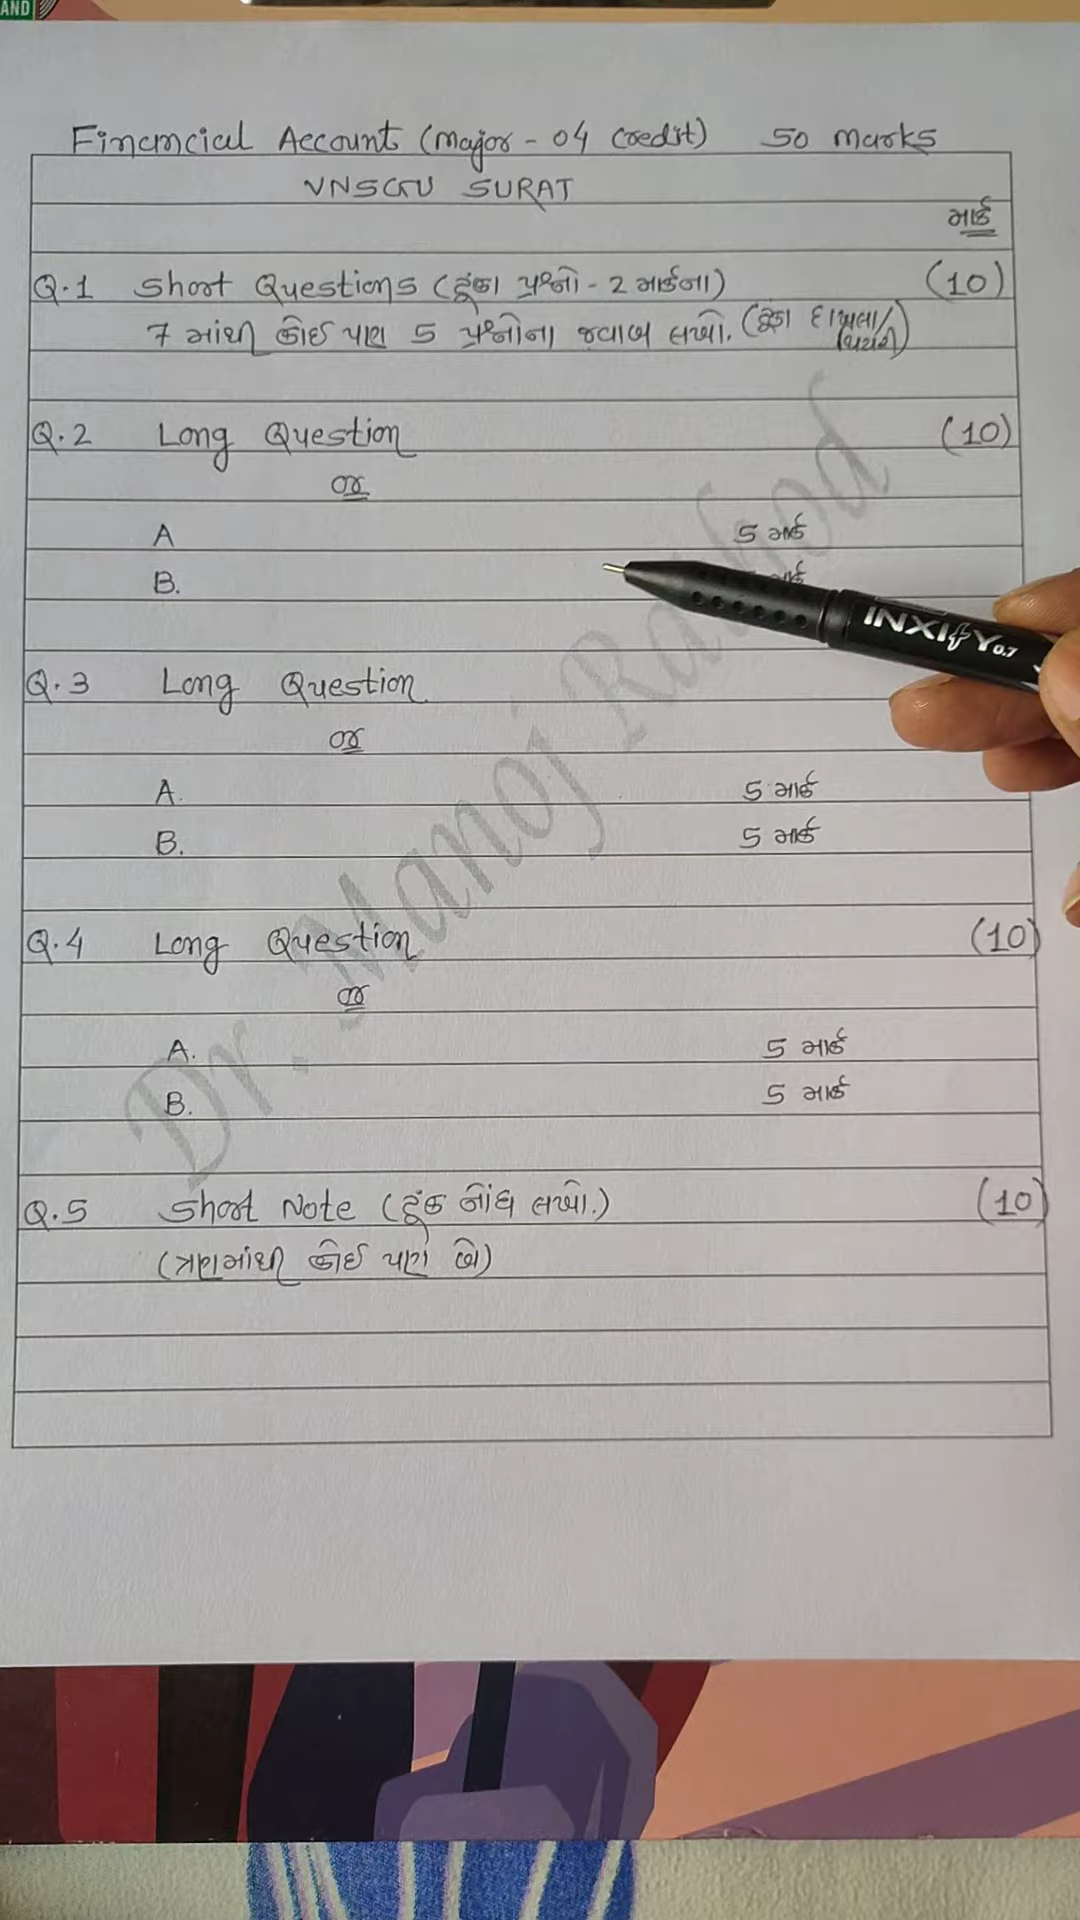 AND
Financial Account (Major - 04 Credit) 50 Marks
VNSGU SURAT
માર્ક
Q.1 Short Questions (ટૂંકા પ્રશ્નો - 2 માર્કના) (10)
7 માંથી કોઈ પણ 5 પ્રશ્નોના જવાબ લખો. (ટૂંકા દાખલા/થિયરી)
Q.2 Long Question (10)
OR
A 5 માર્ક
B. માર્ક
Q.3 Long Question
OR
A. 5 માર્ક
B. 5 માર્ક
Q.4 Long Question (10)
OR
A. 5 માર્ક
B. 5 માર્ક
Q.5 Short Note (ટૂંક નોંધ લખો.) (10)
(ત્રણમાંથી કોઈ પણ બે)
INXIFY 0.7
Dr. Manoj Rathod